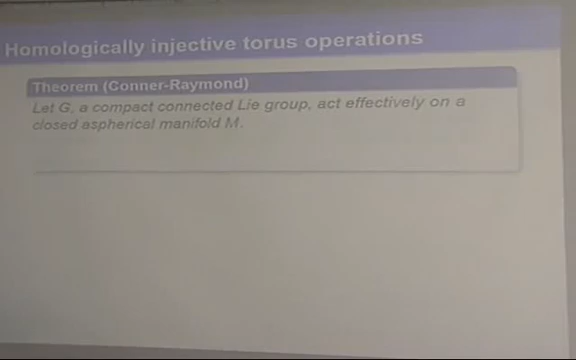 Homologically injective torus operations
Theorem (Conner-Raymond)
Let G, a compact connected Lie group, act effectively on a
closed aspherical manifold M.